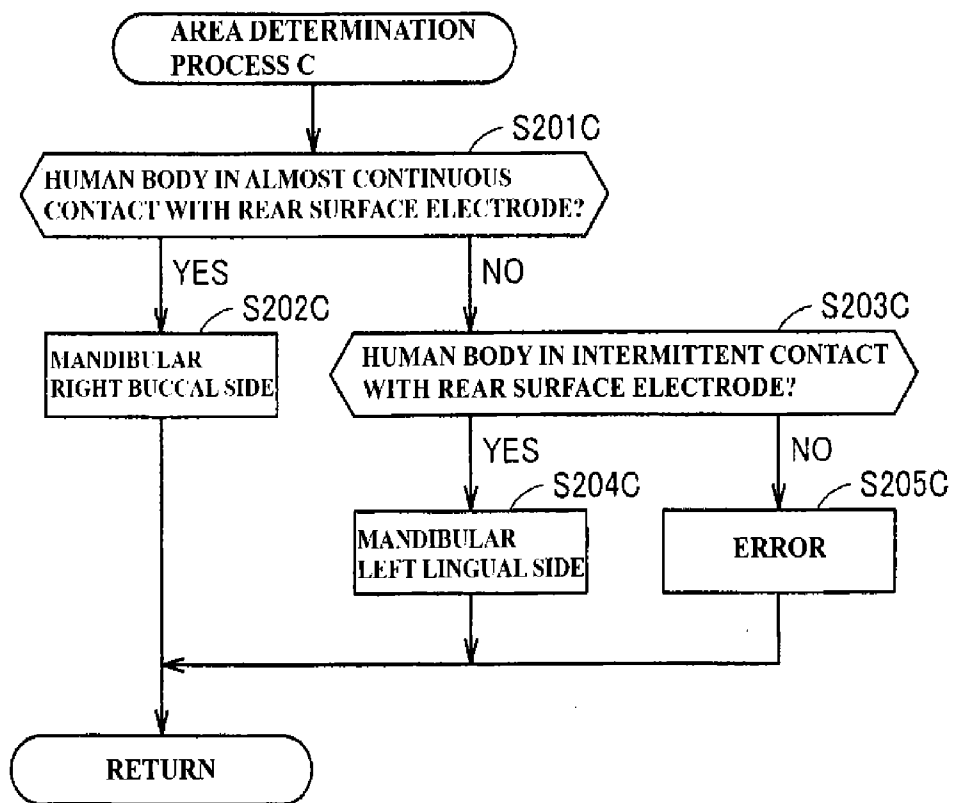 AREA DETERMINATION
PROCESS C
S201C
HUMAN BODY IN ALMOST CONTINUOUS
CONTACT WITH REAR SURFACE ELECTRODE?
YES
NO
S202C
S203C
MANDIBULAR
RIGHT BUCCAL SIDE
HUMAN BODY IN INTERMITTENT CONTACT
WITH REAR SURFACE ELECTRODE?
YES
NO
S204C
S205C
MANDIBULAR
LEFT LINGUAL SIDE
ERROR
RETURN